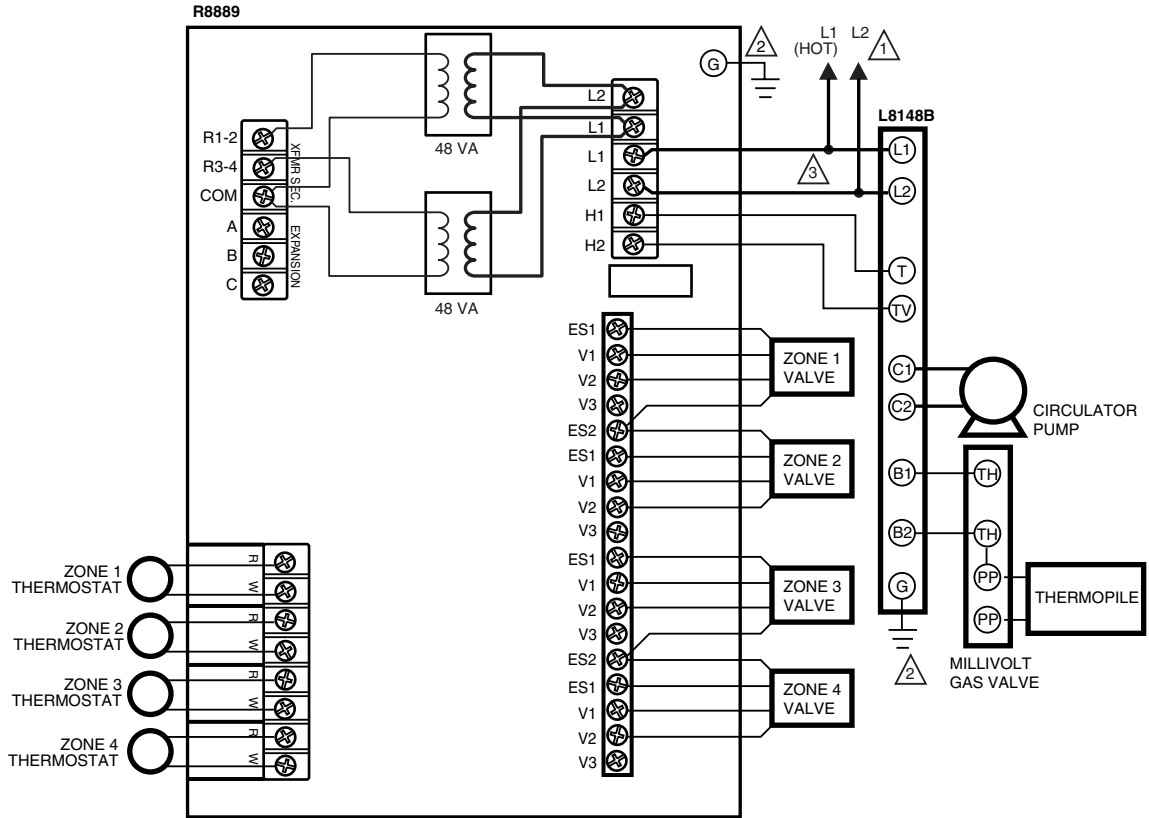 R8889
2
L1
(HOT)
L2
1
G
L2
L1
L1
L2
H1
H2
48 VA
48 VA
R1-2
R3-4
COM
A
B
C
XFMR SEC.
EXPANSION
3
L8148B
L1
L2
T
TV
C1
C2
B1
B2
G
2
CIRCULATOR
PUMP
TH
TH
PP
PP
THERMOPILE
MILLIVOLT
GAS VALVE
ES1
V1
V2
V3
ES2
ES1
V1
V2
V3
ES1
V1
V2
V3
ES2
ES1
V1
V2
V3
ZONE 1
VALVE
ZONE 2
VALVE
ZONE 3
VALVE
ZONE 4
VALVE
ZONE 1
THERMOSTAT
R
W
ZONE 2
THERMOSTAT
R
W
ZONE 3
THERMOSTAT
R
W
ZONE 4
THERMOSTAT
R
W